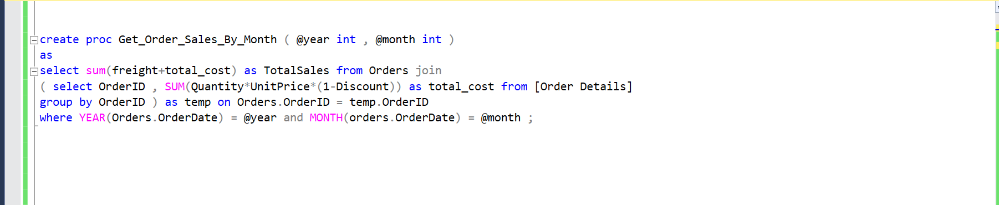 create proc Get_Order_Sales_By_Month ( @year int , @month int )
as
select sum(freight+total_cost) as TotalSales from Orders join
( select OrderID , SUM(Quantity*UnitPrice*(1-Discount)) as total_cost from [Order Details]
group by OrderID ) as temp on Orders.OrderID = temp.OrderID
where YEAR(Orders.OrderDate) = @year and MONTH(orders.OrderDate) = @month ;